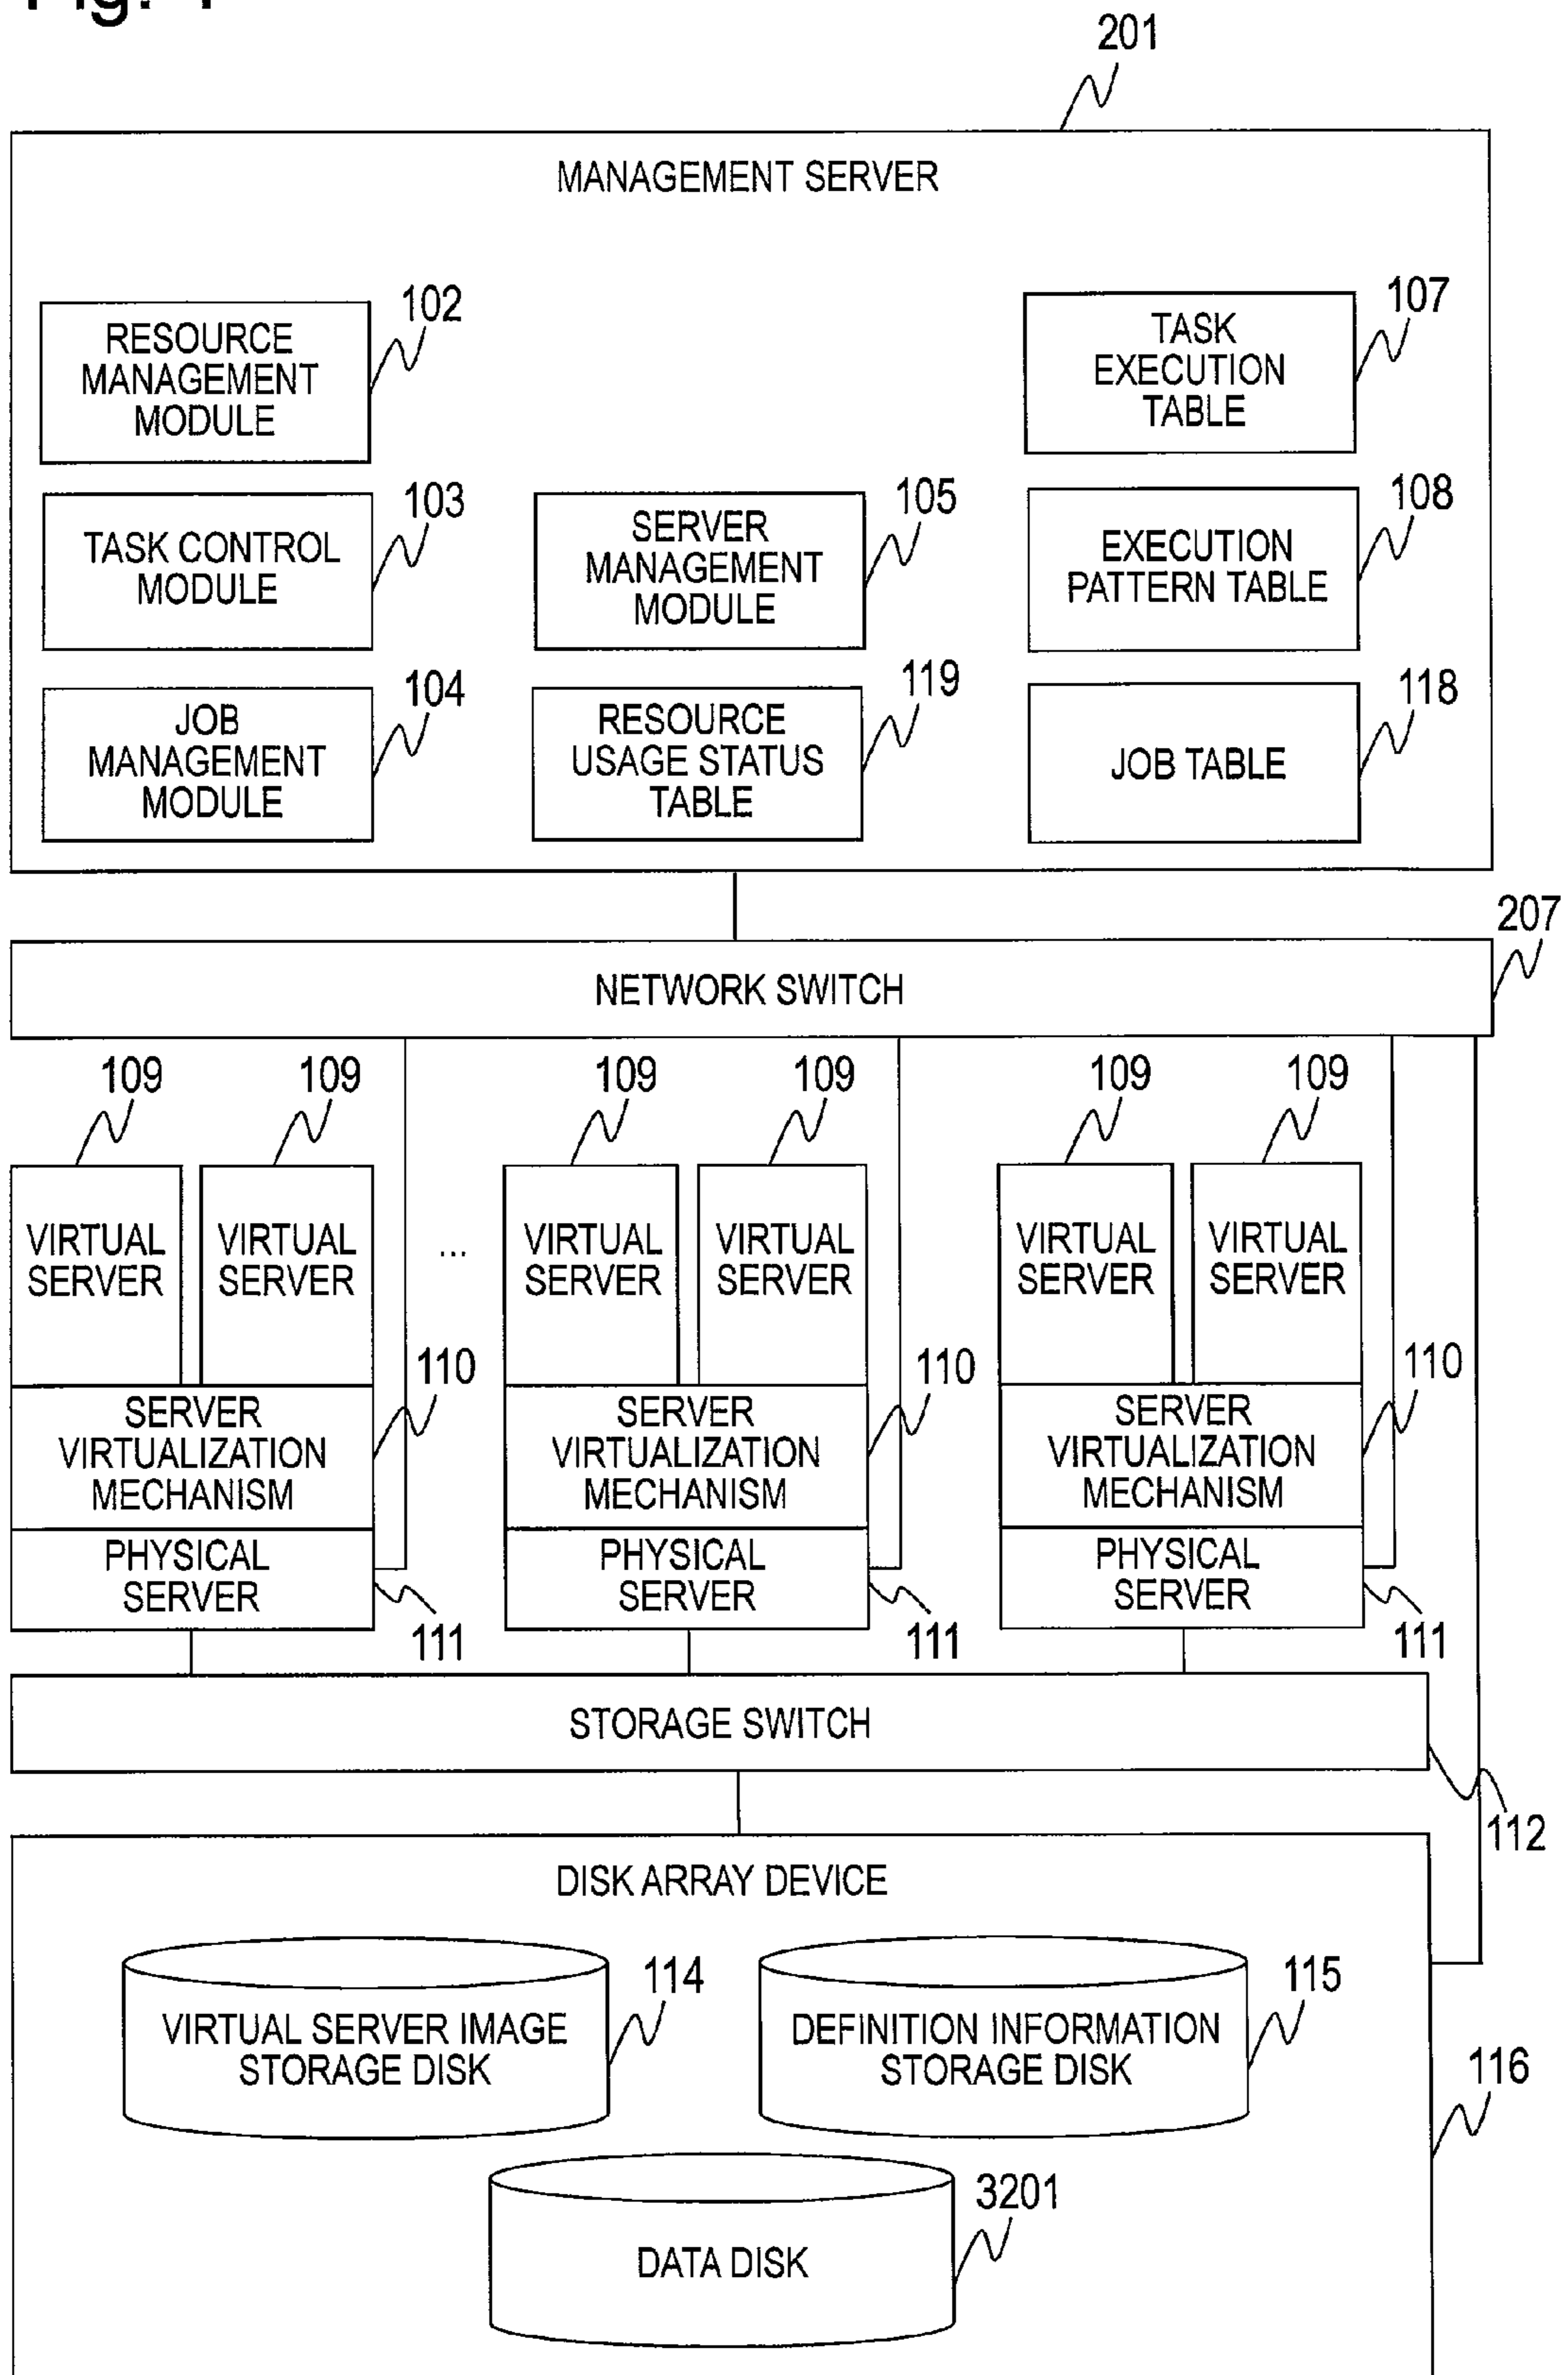 201
MANAGEMENT SERVER
102
RESOURCE
MANAGEMENT
MODULE
107
TASK
EXECUTION
TABLE
103
TASK CONTROL
MODULE
105
SERVER
MANAGEMENT
MODULE
108
EXECUTION
PATTERN TABLE
104
JOB
MANAGEMENT
MODULE
119
RESOURCE
USAGE STATUS
TABLE
118
JOB TABLE
207
NETWORK SWITCH
109
109
109
109
109
109
VIRTUAL
SERVER
VIRTUAL
SERVER
...
VIRTUAL
SERVER
VIRTUAL
SERVER
VIRTUAL
SERVER
VIRTUAL
SERVER
110
110
110
SERVER
VIRTUALIZATION
MECHANISM
SERVER
VIRTUALIZATION
MECHANISM
SERVER
VIRTUALIZATION
MECHANISM
PHYSICAL
SERVER
PHYSICAL
SERVER
PHYSICAL
SERVER
111
111
111
STORAGE SWITCH
112
DISK ARRAY DEVICE
114
VIRTUAL SERVER IMAGE
STORAGE DISK
115
DEFINITION INFORMATION
STORAGE DISK
116
3201
DATA DISK